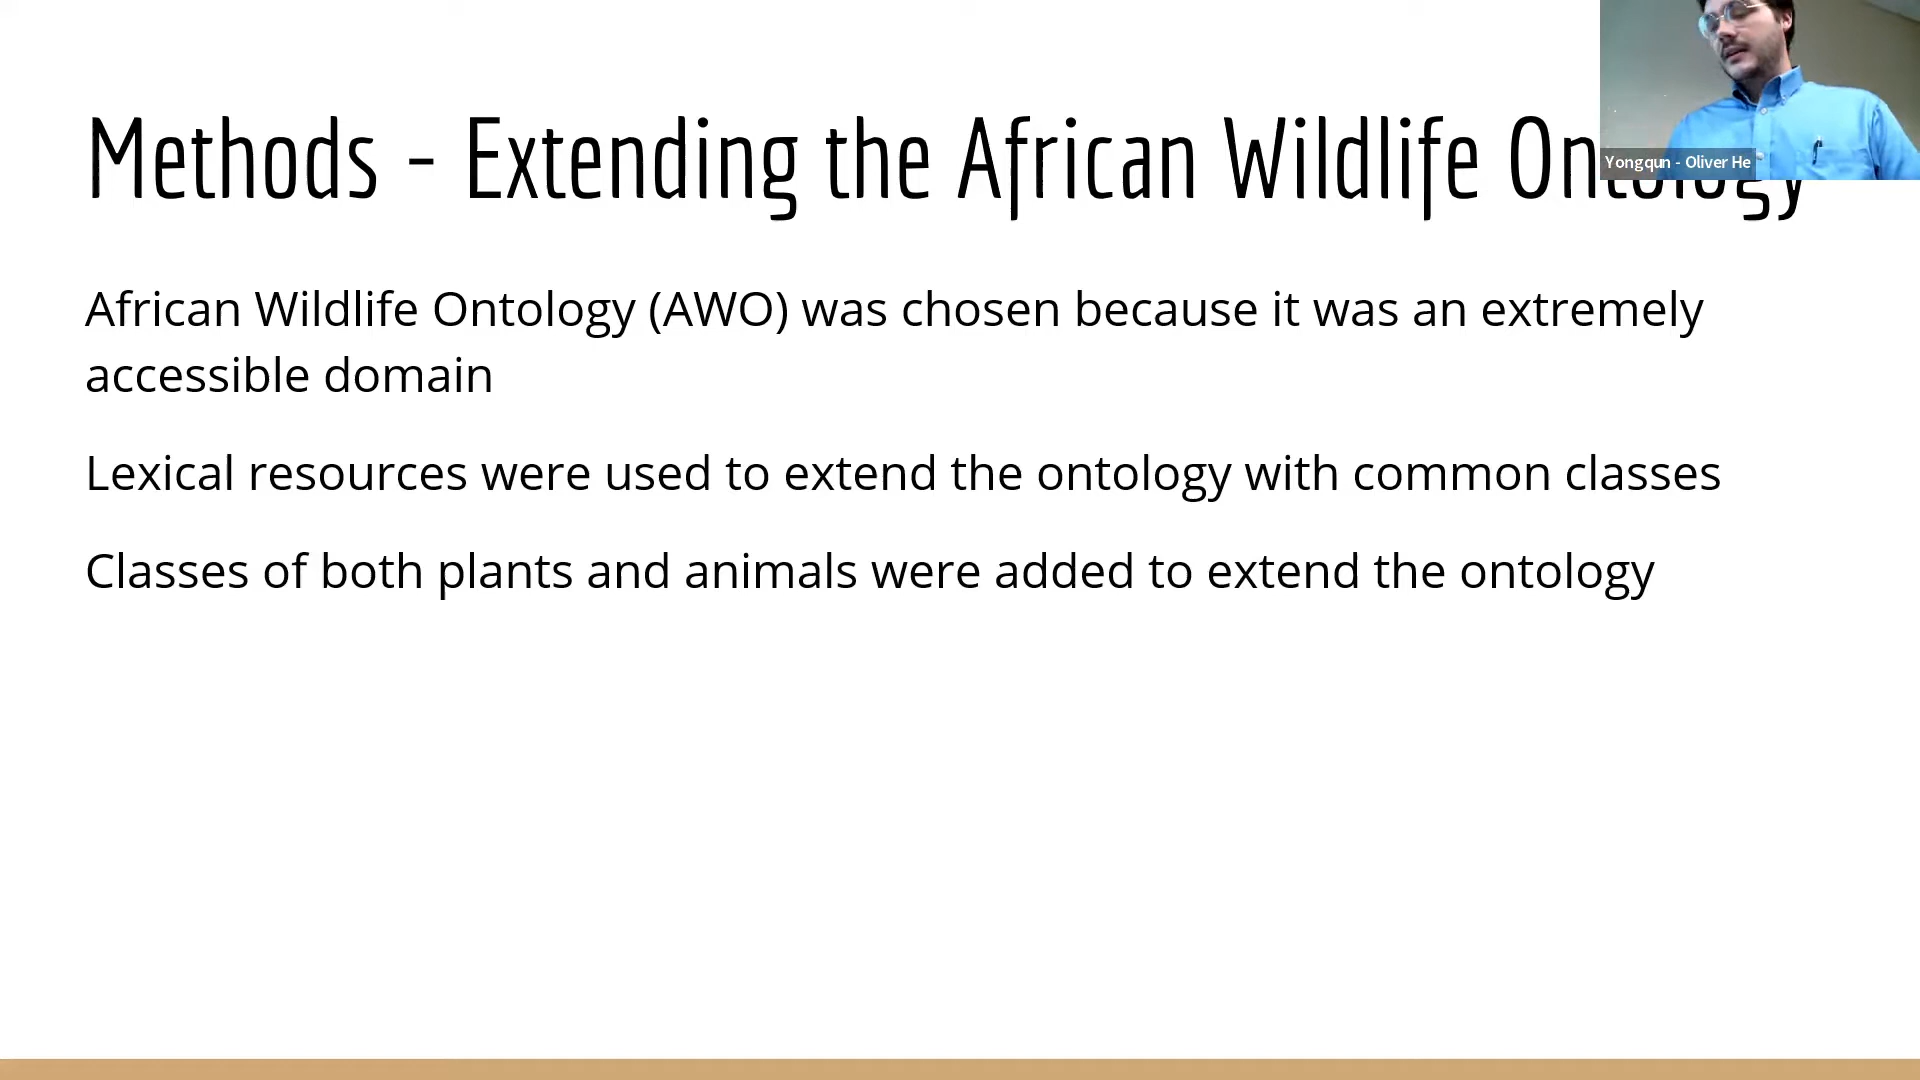 Methods - Extending the African Wildlife Ontology
Yongqun - Oliver He
African Wildlife Ontology (AWO) was chosen because it was an extremely
accessible domain
Lexical resources were used to extend the ontology with common classes
Classes of both plants and animals were added to extend the ontology